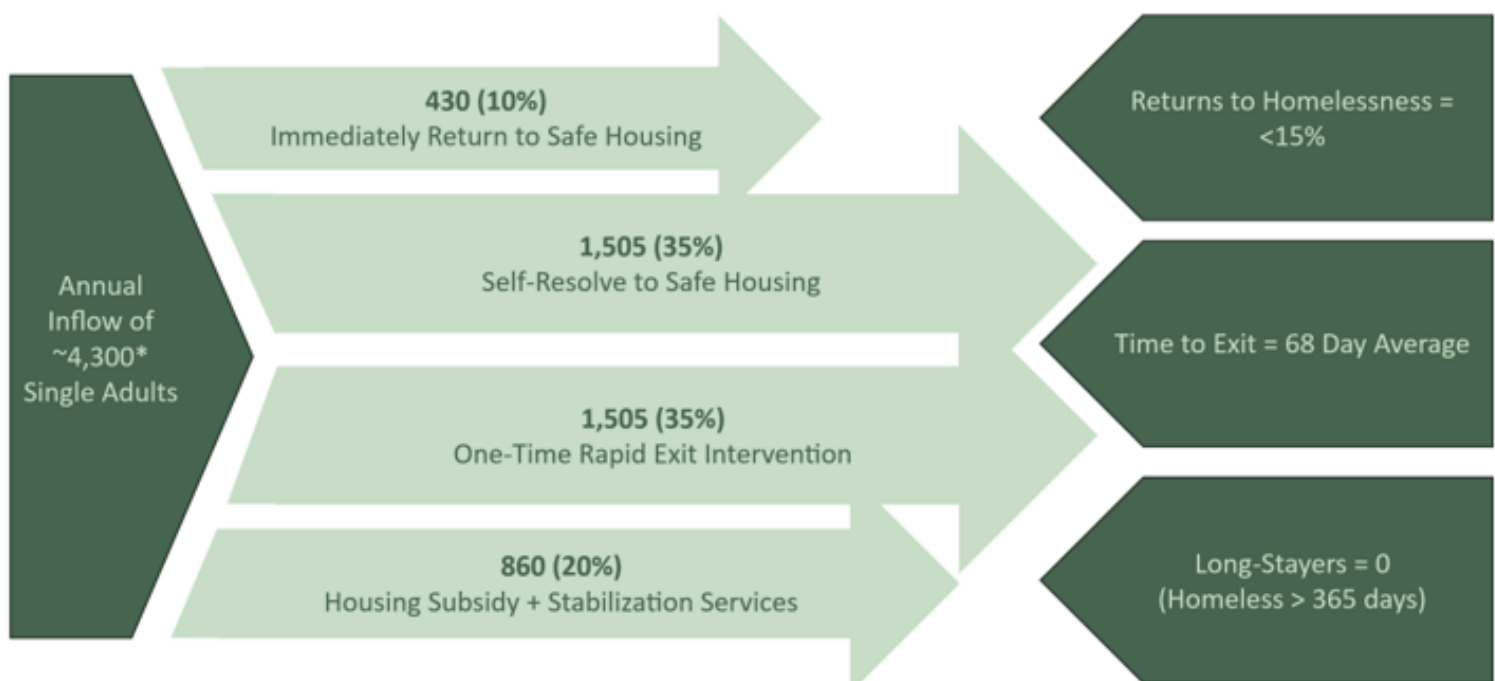 Annual
Inflow of
~4,300*
Single Adults
430 (10%)
Immediately Return to Safe Housing
1,505 (35%)
Self-Resolve to Safe Housing
1,505 (35%)
One-Time Rapid Exit Intervention
860 (20%)
Housing Subsidy + Stabilization Services
Returns to Homelessness =
<15%
Time to Exit = 68 Day Average
Long-Stayers = 0
(Homeless > 365 days)